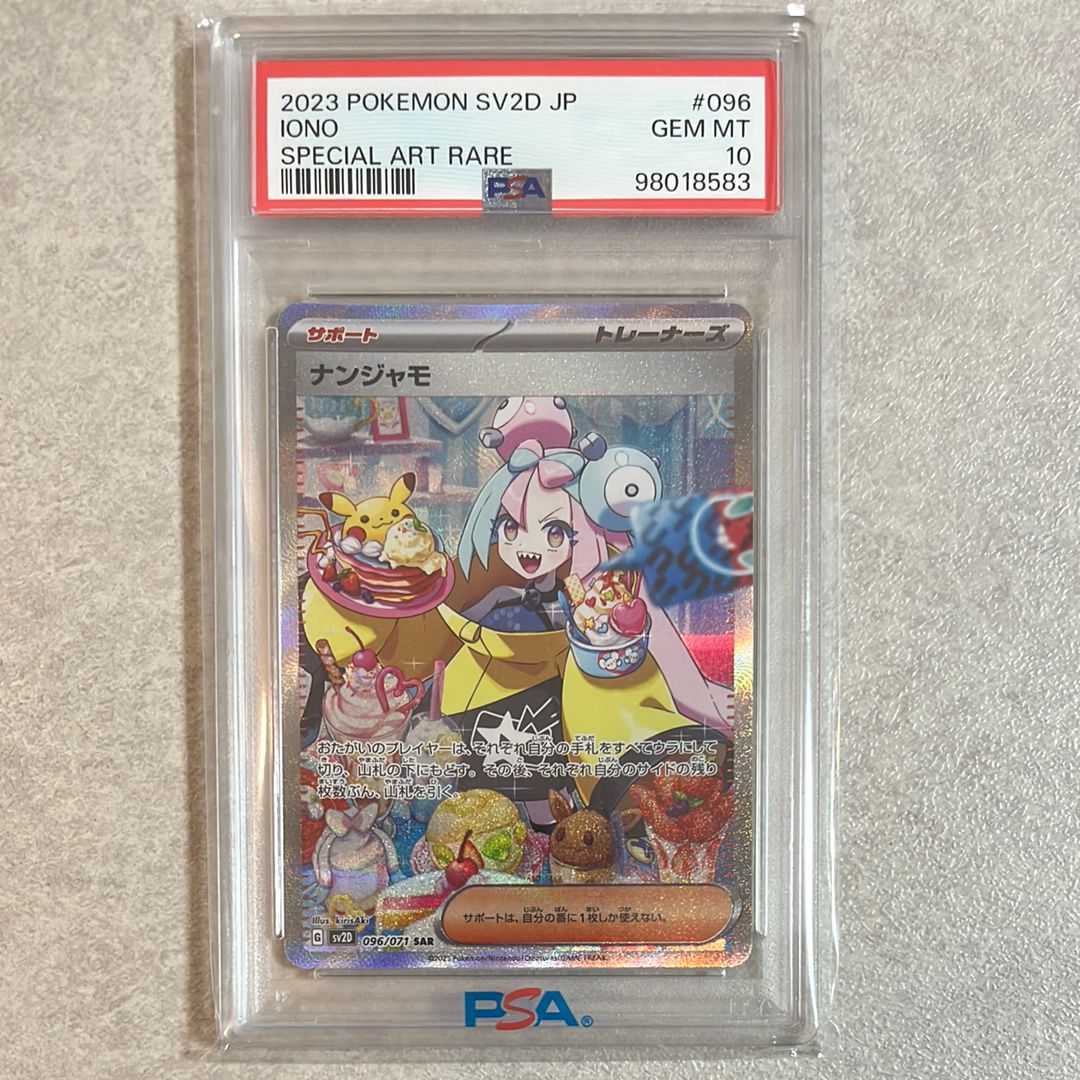 2023 POKEMON SV2D JP #096
IONO GEM MT
SPECIAL ART RARE 10
PSA 98018583
サポート トレーナーズ
ナンジャモ
おたがいのプレイヤーは、それぞれ自分の手札をすべてウラにして
切り、山札の下にもどす。その後、それぞれ自分のサイドの残り
枚数ぶん、山札を引く。
サポートは、自分の番に1枚しか使えない。
Illus. kirisAki
G SV2D 096/071 SAR
©2023 Pokémon/Nintendo/Creatures/GAME FREAK.
PSA®